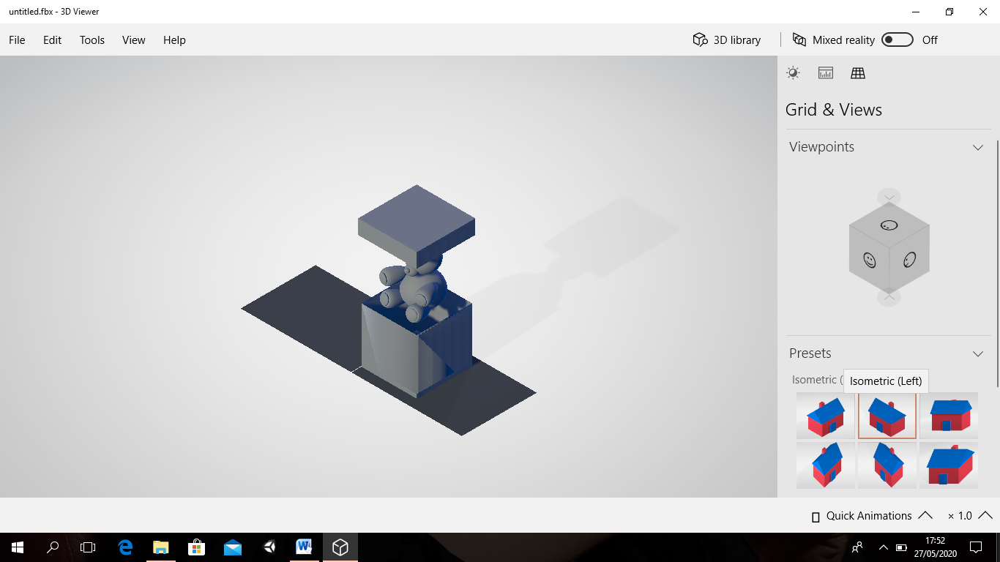 untitled.fbx - 3D Viewer
File Edit Tools View Help
3D library
Mixed reality Off
Grid & Views
Viewpoints
Presets
Isometric (
Isometric (Left)
Quick Animations × 1.0
17:52
27/05/2020